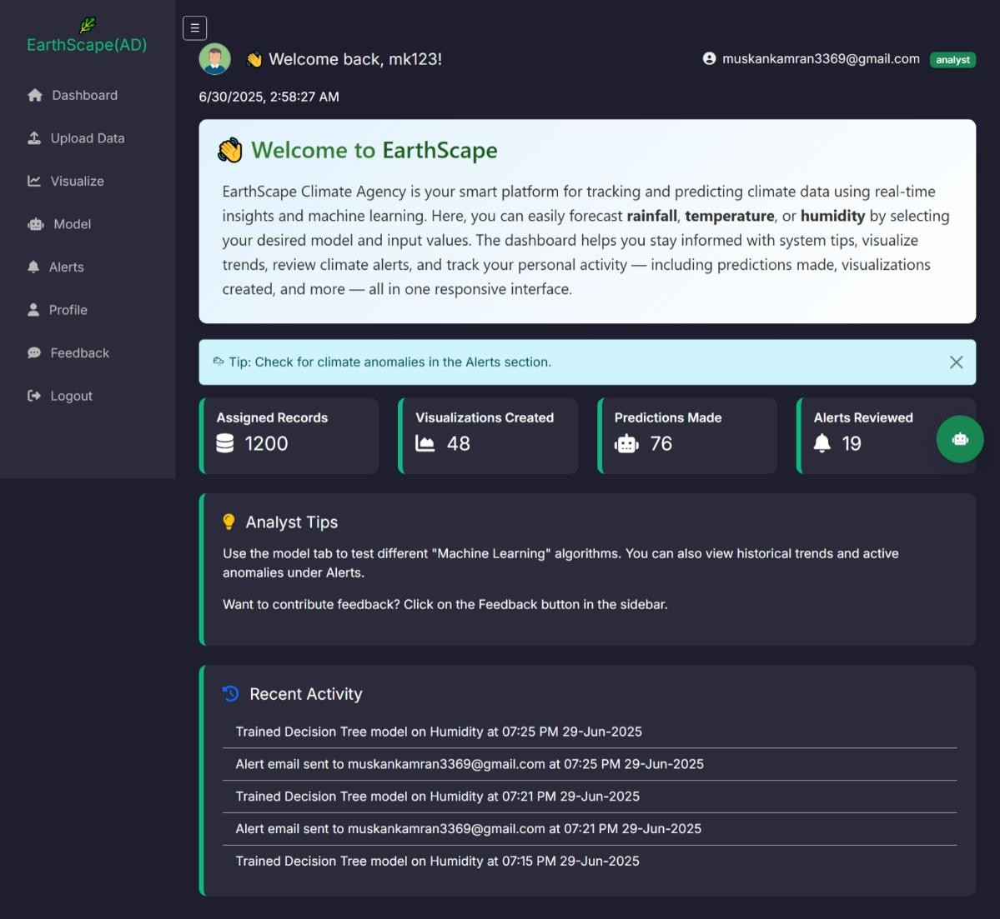 EarthScape(AD)
Dashboard
Upload Data
Visualize
Model
Alerts
Profile
Feedback
Logout
Welcome back, mk123!
muskankamran3369@gmail.com analyst
6/30/2025, 2:58:27 AM
Welcome to EarthScape
EarthScape Climate Agency is your smart platform for tracking and predicting climate data using real-time
insights and machine learning. Here, you can easily forecast rainfall, temperature, or humidity by selecting
your desired model and input values. The dashboard helps you stay informed with system tips, visualize
trends, review climate alerts, and track your personal activity — including predictions made, visualizations
created, and more — all in one responsive interface.
Tip: Check for climate anomalies in the Alerts section.
Assigned Records
1200
Visualizations Created
48
Predictions Made
76
Alerts Reviewed
19
Analyst Tips
Use the model tab to test different "Machine Learning" algorithms. You can also view historical trends and active
anomalies under Alerts.
Want to contribute feedback? Click on the Feedback button in the sidebar.
Recent Activity
Trained Decision Tree model on Humidity at 07:25 PM 29-Jun-2025
Alert email sent to muskankamran3369@gmail.com at 07:25 PM 29-Jun-2025
Trained Decision Tree model on Humidity at 07:21 PM 29-Jun-2025
Alert email sent to muskankamran3369@gmail.com at 07:21 PM 29-Jun-2025
Trained Decision Tree model on Humidity at 07:15 PM 29-Jun-2025